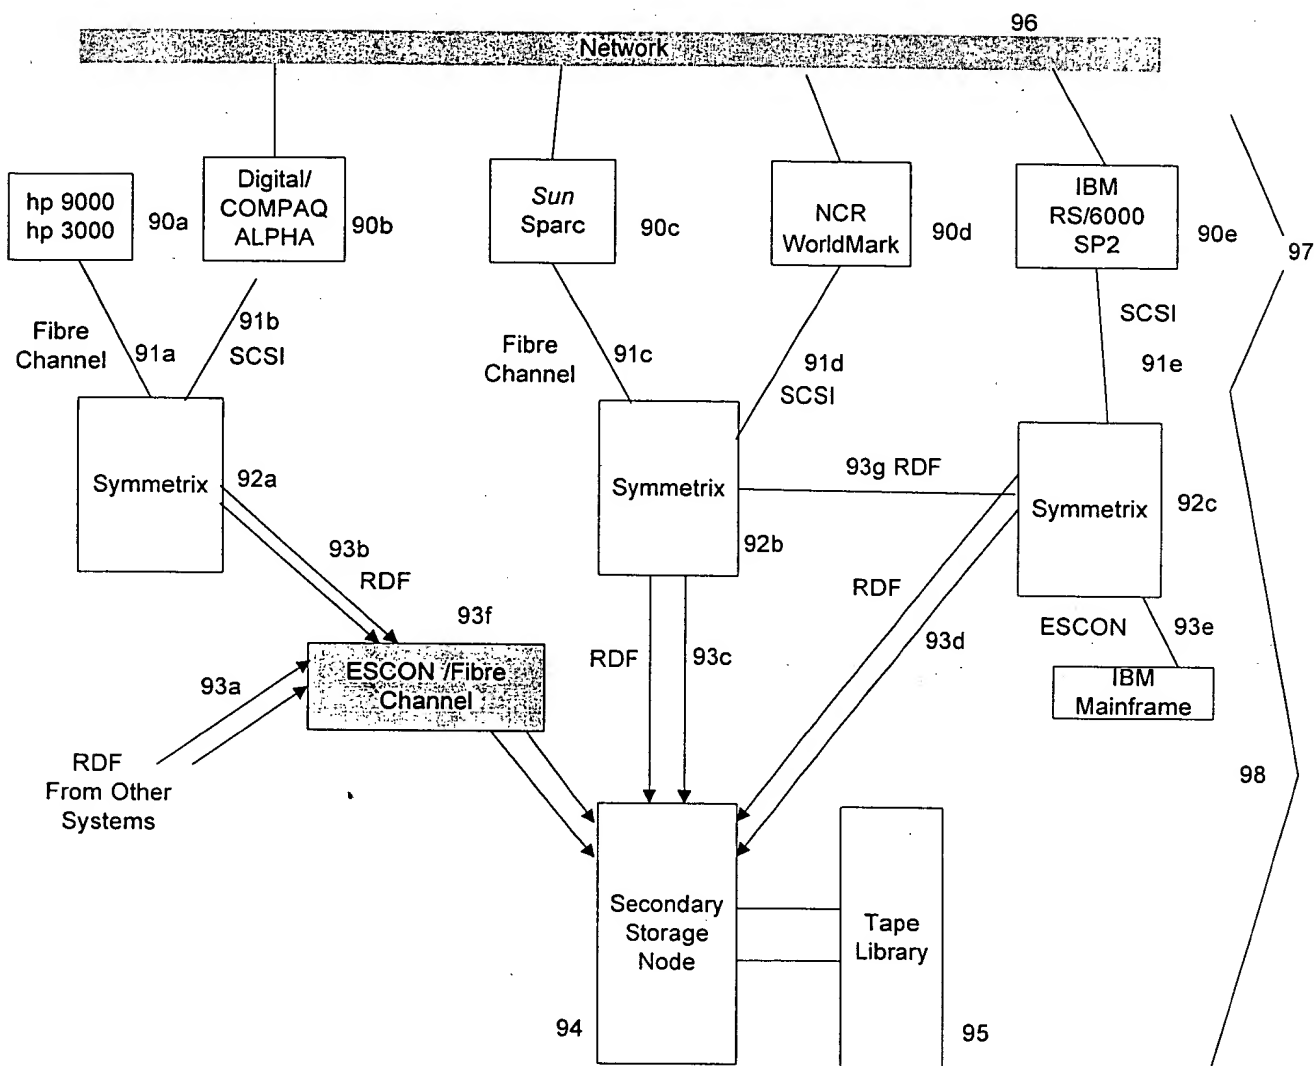 96
Network
hp 9000
hp 3000
90a
Digital/
COMPAQ
ALPHA
90b
Sun
Sparc
90c
NCR
WorldMark
90d
IBM
RS/6000
SP2
90e
97
Fibre
Channel
91a
91b
SCSI
Fibre
Channel
91c
91d
SCSI
SCSI
91e
Symmetrix
92a
Symmetrix
92b
93g RDF
Symmetrix
92c
93b
RDF
93f
ESCON /Fibre
Channel
93a
RDF
From Other
Systems
RDF
93c
RDF
93d
ESCON
93e
IBM
Mainframe
98
Secondary
Storage
Node
94
Tape
Library
95